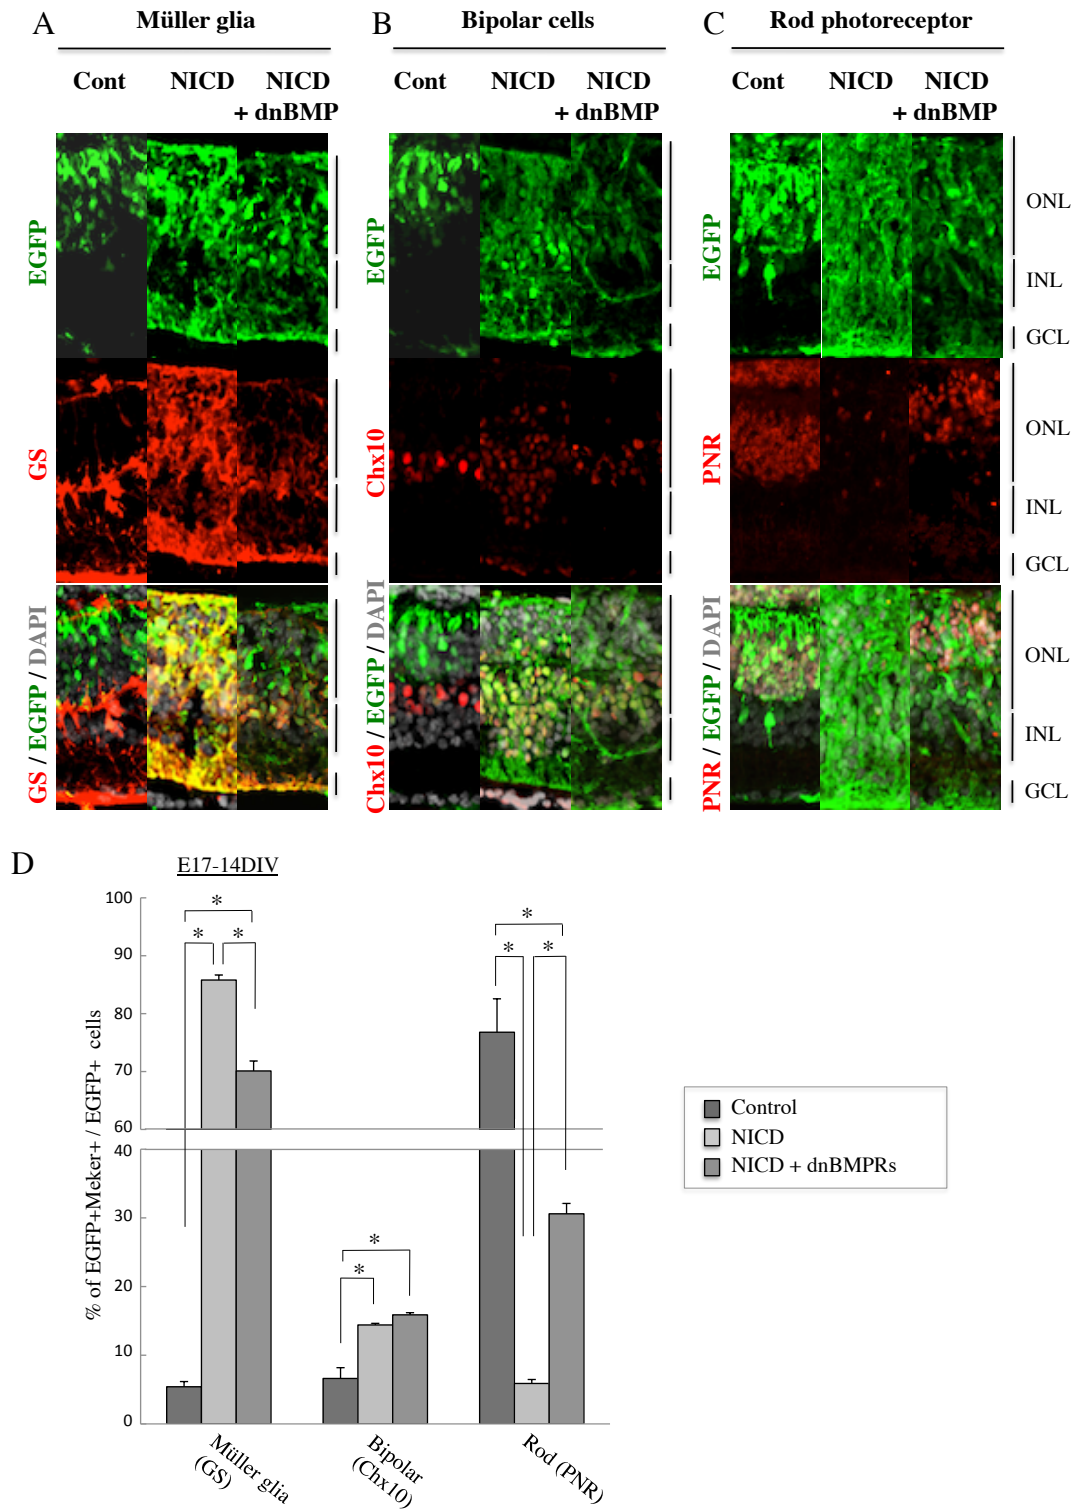 A Müller glia
Cont NICD NICD
+ dnBMP
B Bipolar cells
Cont NICD NICD
+ dnBMP
C Rod photoreceptor
Cont NICD NICD
+ dnBMP
EGFP
GS
GS / EGFP / DAPI
EGFP
Chx10
Chx10 / EGFP / DAPI
EGFP
PNR
PNR / EGFP / DAPI
ONL
INL
GCL
ONL
INL
GCL
ONL
INL
GCL
D
E17-14DIV
% of EGFP+Meker+ / EGFP+ cells
100
90
80
70
60
40
30
20
10
0
* * *
* *
* * *
Müller glia
(GS)
Bipolar
(Chx10)
Rod (PNR)
Control
NICD
NICD + dnBMPRs